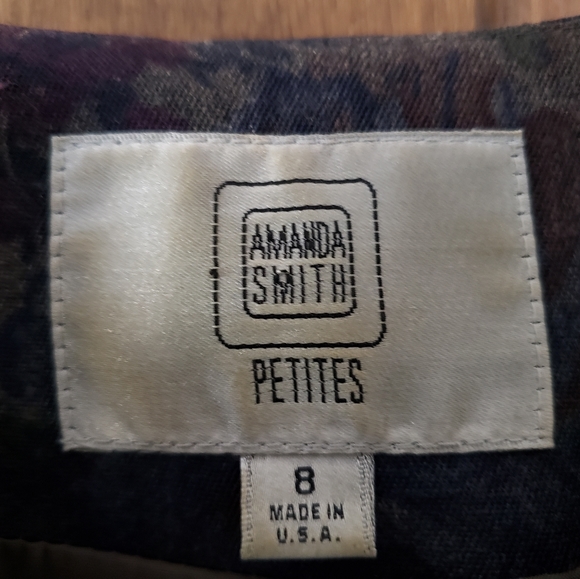 AMANDA
SMITH
PETITES
8
MADE IN
U.S.A.